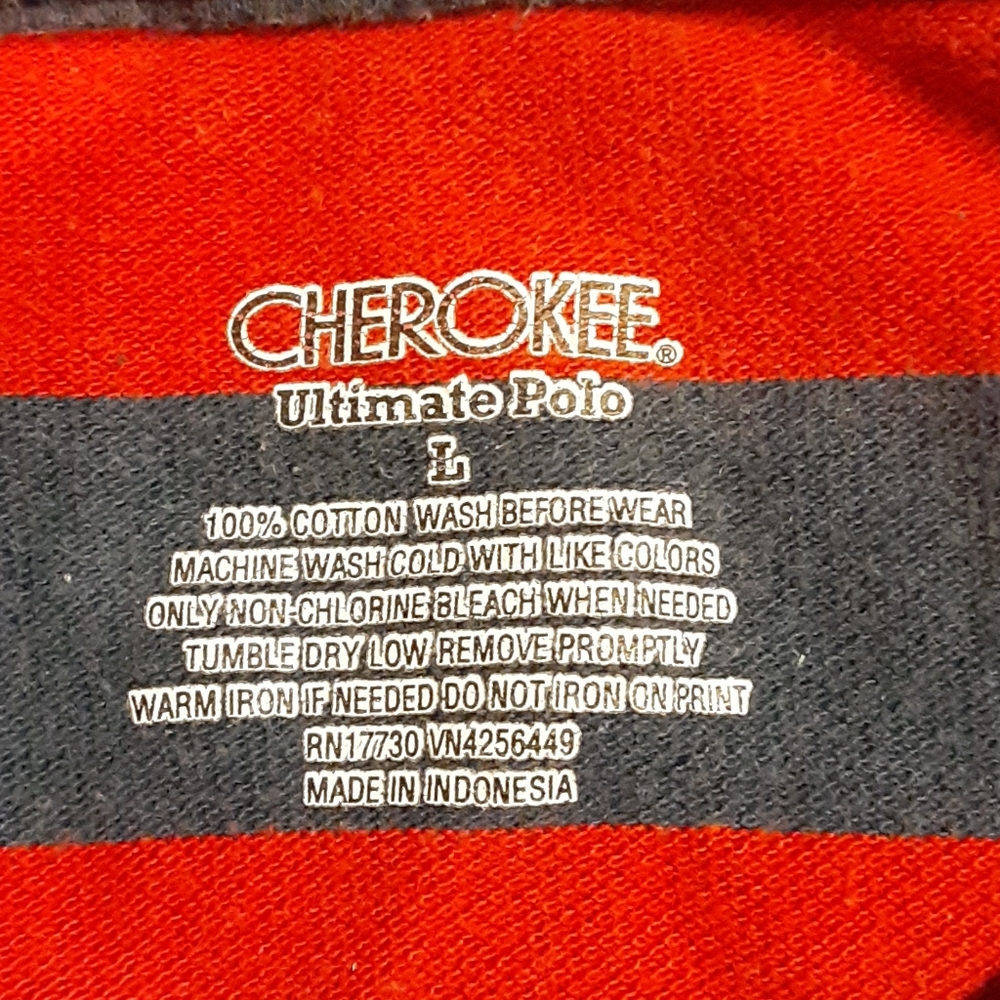 CHEROKEE®
Ultimate Polo
L
100% COTTON WASH BEFORE WEAR
MACHINE WASH COLD WITH LIKE COLORS
ONLY NON-CHLORINE BLEACH WHEN NEEDED
TUMBLE DRY LOW REMOVE PROMPTLY
WARM IRON IF NEEDED DO NOT IRON ON PRINT
RN17730 VN4256449
MADE IN INDONESIA